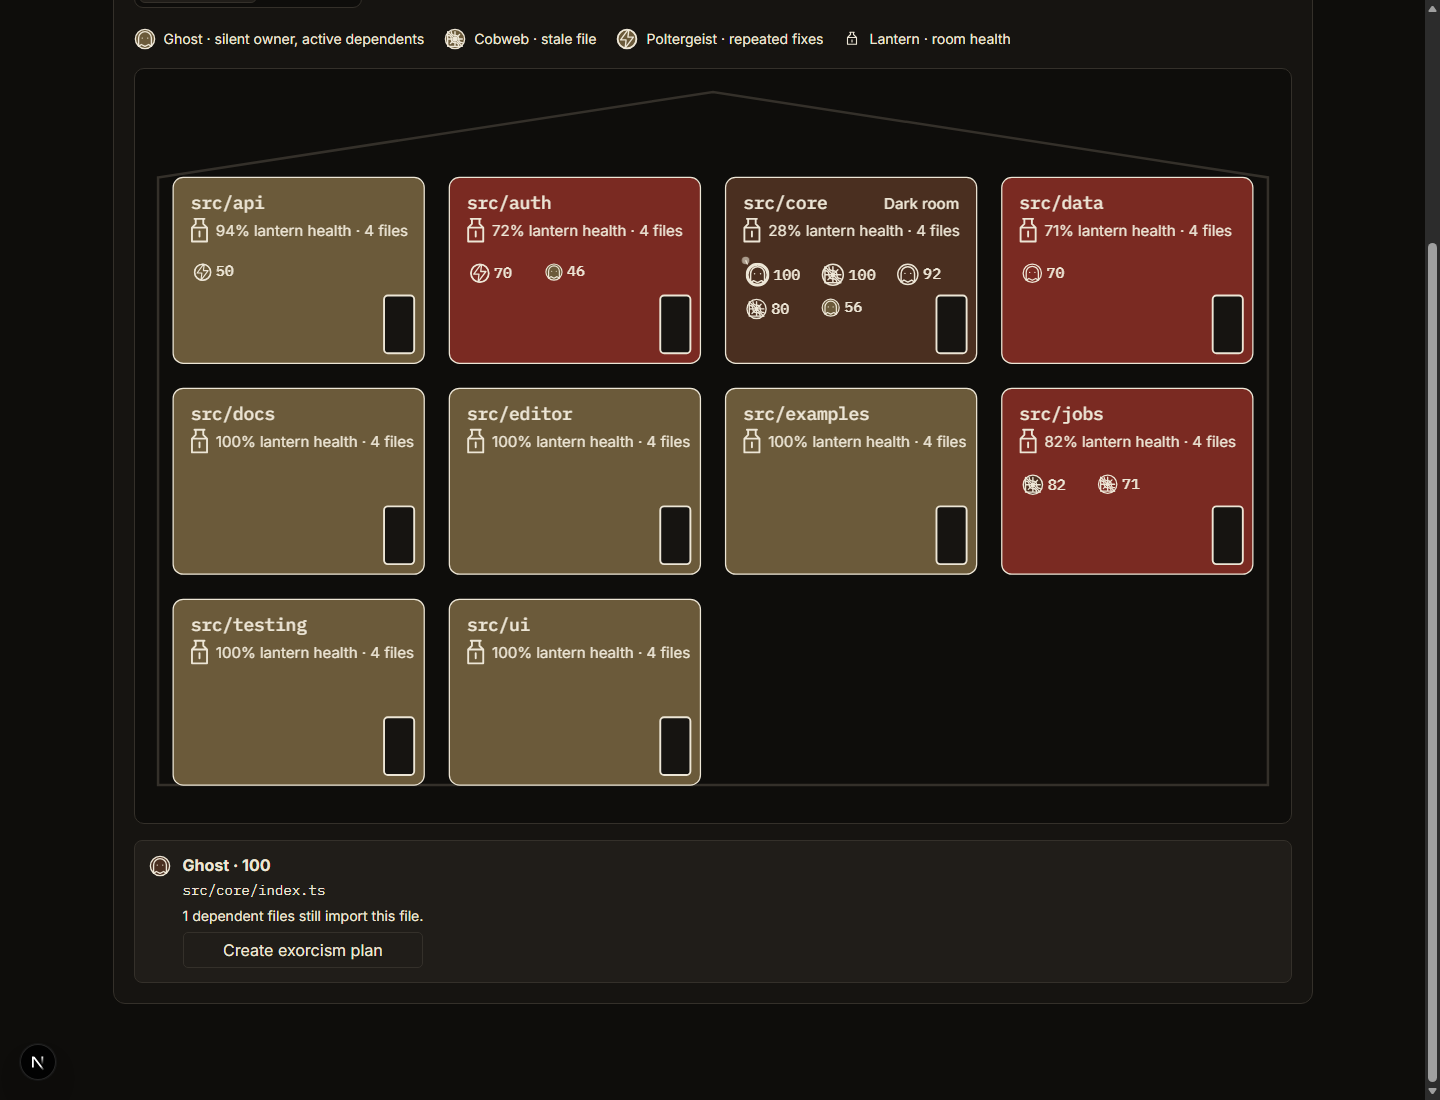 Ghost · silent owner, active dependents Cobweb · stale file Poltergeist · repeated fixes Lantern · room health
src/api
94% lantern health · 4 files
50
src/auth
72% lantern health · 4 files
70 46
src/core Dark room
28% lantern health · 4 files
100 100 92
80 56
src/data
71% lantern health · 4 files
70
src/docs
100% lantern health · 4 files
src/editor
100% lantern health · 4 files
src/examples
100% lantern health · 4 files
src/jobs
82% lantern health · 4 files
82 71
src/testing
100% lantern health · 4 files
src/ui
100% lantern health · 4 files
Ghost · 100
src/core/index.ts
1 dependent files still import this file.
Create exorcism plan
N